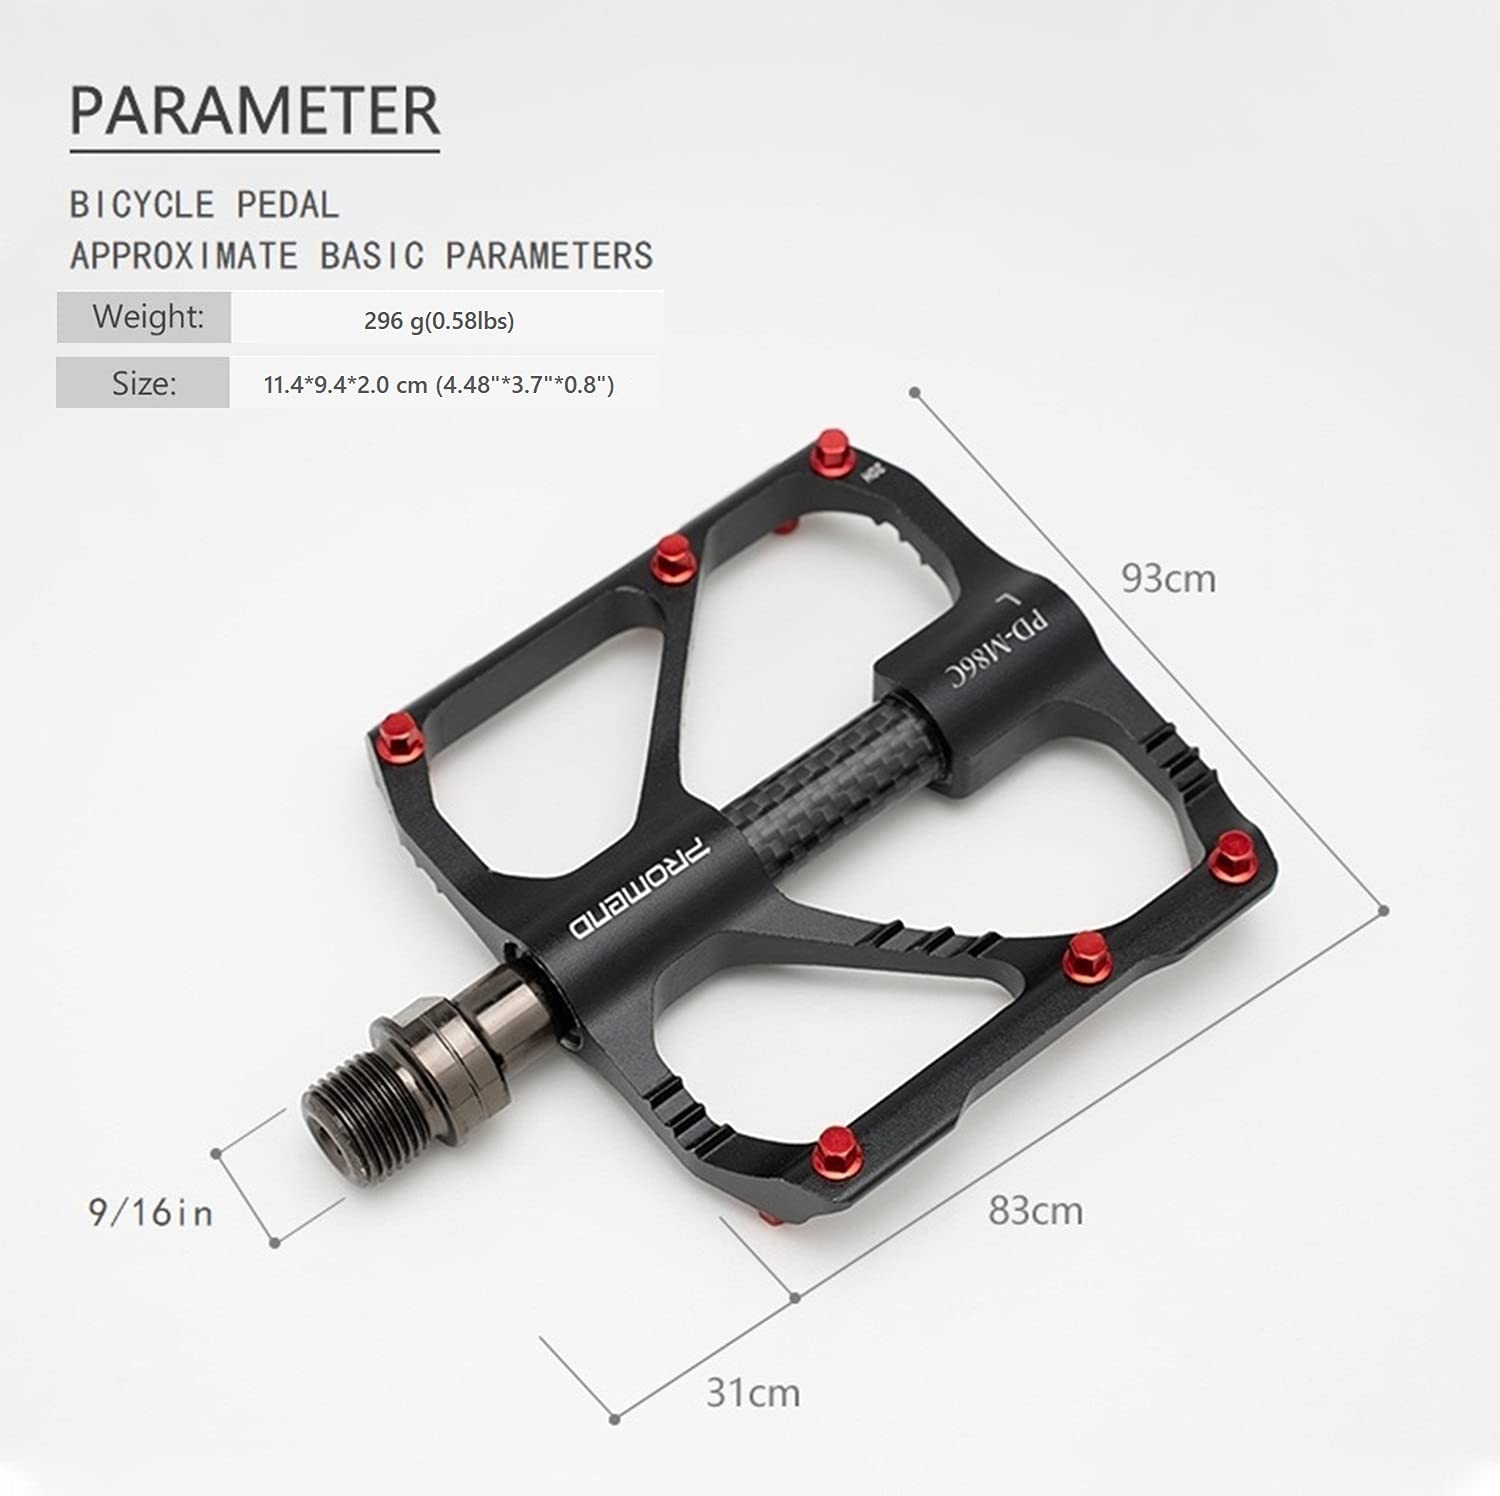 PARAMETER
BICYCLE PEDAL
APPROXIMATE BASIC PARAMETERS
Weight: 296 g(0.58lbs)
Size: 11.4*9.4*2.0 cm (4.48"*3.7"*0.8")
93cm
L
PD-M86C
PROMEND
9/16in
83cm
31cm